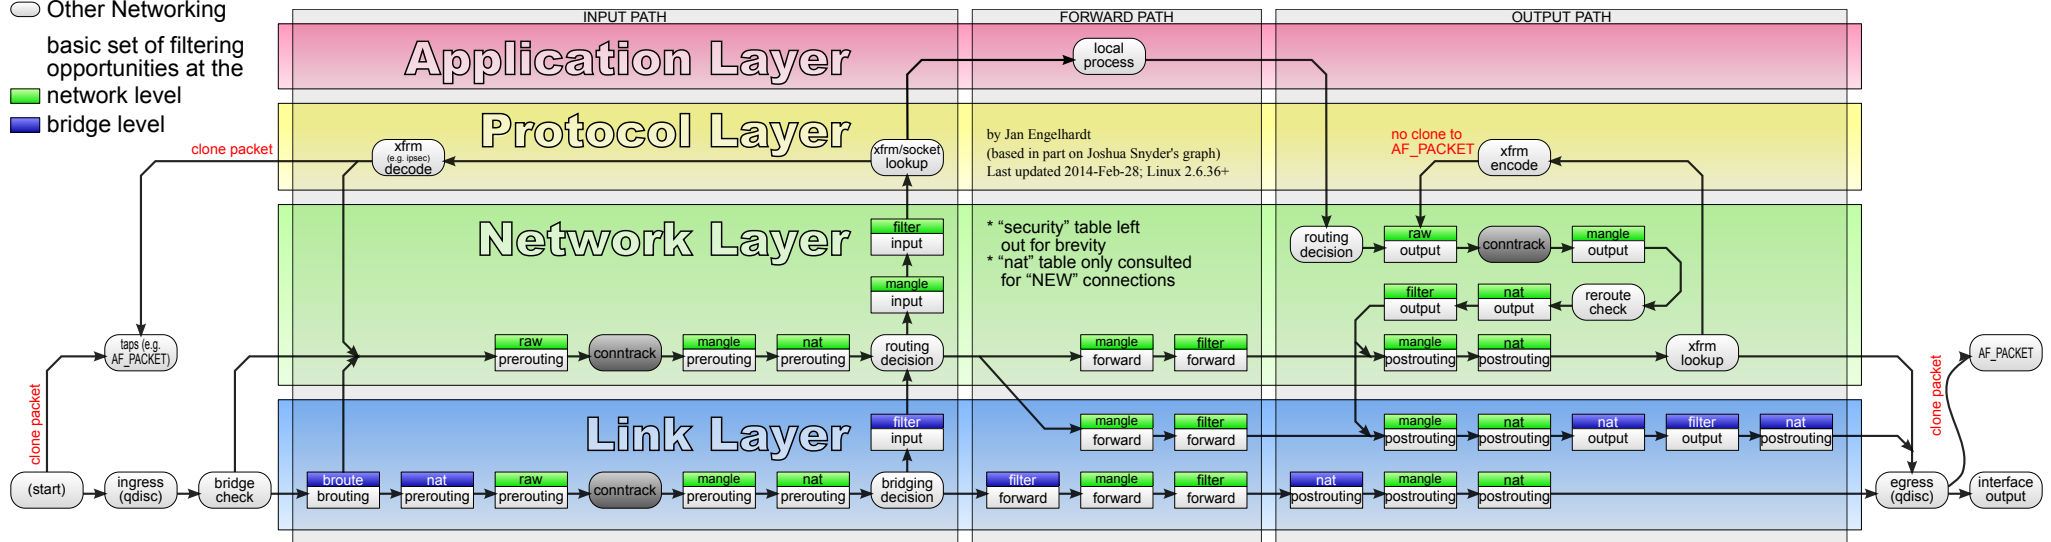 Other Networking
basic set of filtering
opportunities at the
network level
bridge level
INPUT PATH
FORWARD PATH
OUTPUT PATH
Application Layer
local
process
Protocol Layer
clone packet
xfrm
(e.g. ipsec)
decode
xfrm/socket
lookup
by Jan Engelhardt
(based in part on Joshua Snyder's graph)
Last updated 2014-Feb-28; Linux 2.6.36+
no clone to
AF_PACKET
xfrm
encode
Network Layer
filter
input
mangle
input
* “security” table left
out for brevity
* “nat” table only consulted
for “NEW” connections
routing
decision
raw
output
conntrack
mangle
output
filter
output
nat
output
reroute
check
taps (e.g.
AF_PACKET)
raw
prerouting
conntrack
mangle
prerouting
nat
prerouting
routing
decision
mangle
forward
filter
forward
mangle
postrouting
nat
postrouting
xfrm
lookup
AF_PACKET
clone packet
clone packet
Link Layer
filter
input
mangle
forward
filter
forward
mangle
postrouting
nat
postrouting
nat
output
filter
output
nat
postrouting
(start)
ingress
(qdisc)
bridge
check
broute
brouting
nat
prerouting
raw
prerouting
conntrack
mangle
prerouting
nat
prerouting
bridging
decision
filter
forward
mangle
forward
filter
forward
nat
postrouting
mangle
postrouting
nat
postrouting
egress
(qdisc)
interface
output